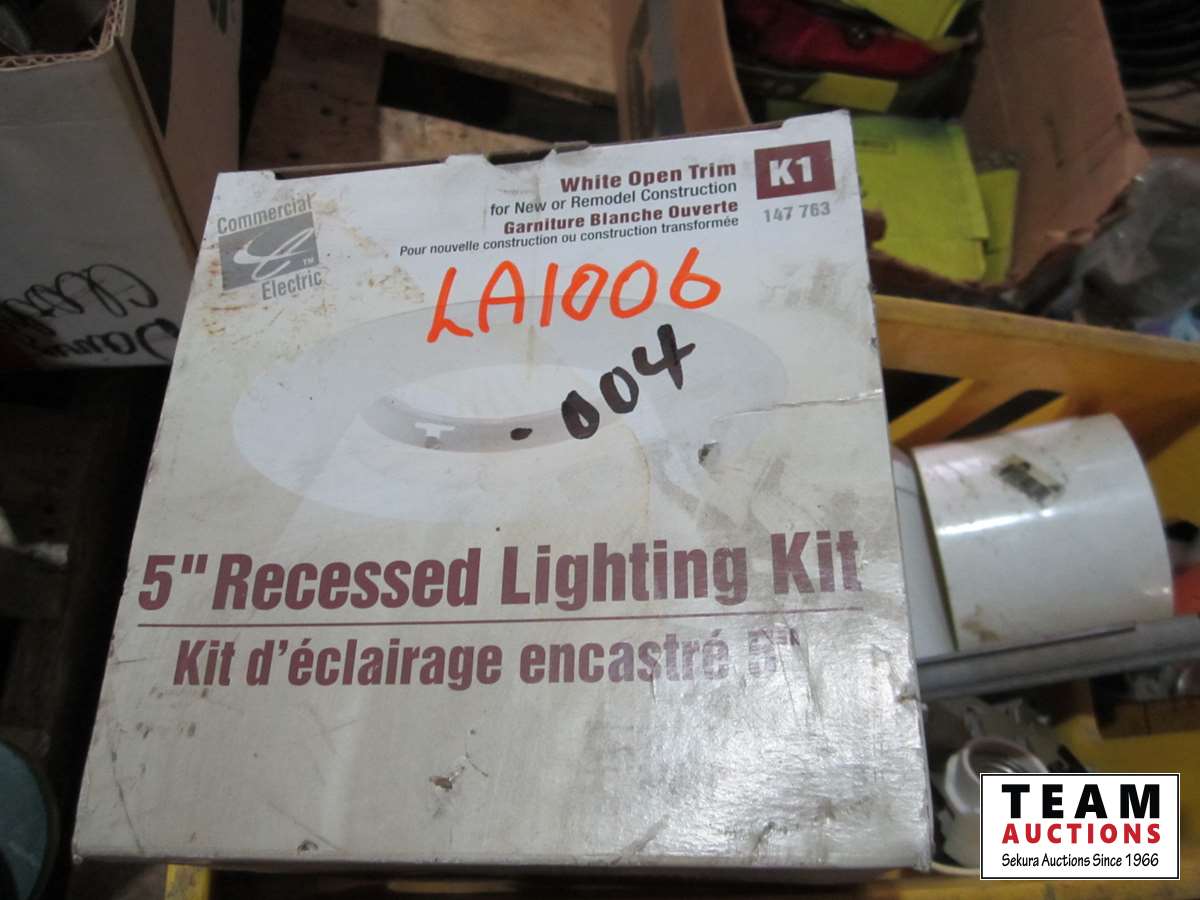 Commercial
Electric
TM
White Open Trim
for New or Remodel Construction
Garniture Blanche Ouverte
Pour nouvelle construction ou construction transformée
K1
147 763
LA1006
-004
5" Recessed Lighting Kit
Kit d'éclairage encastré 5"
TEAM
AUCTIONS
Sekura Auctions Since 1966